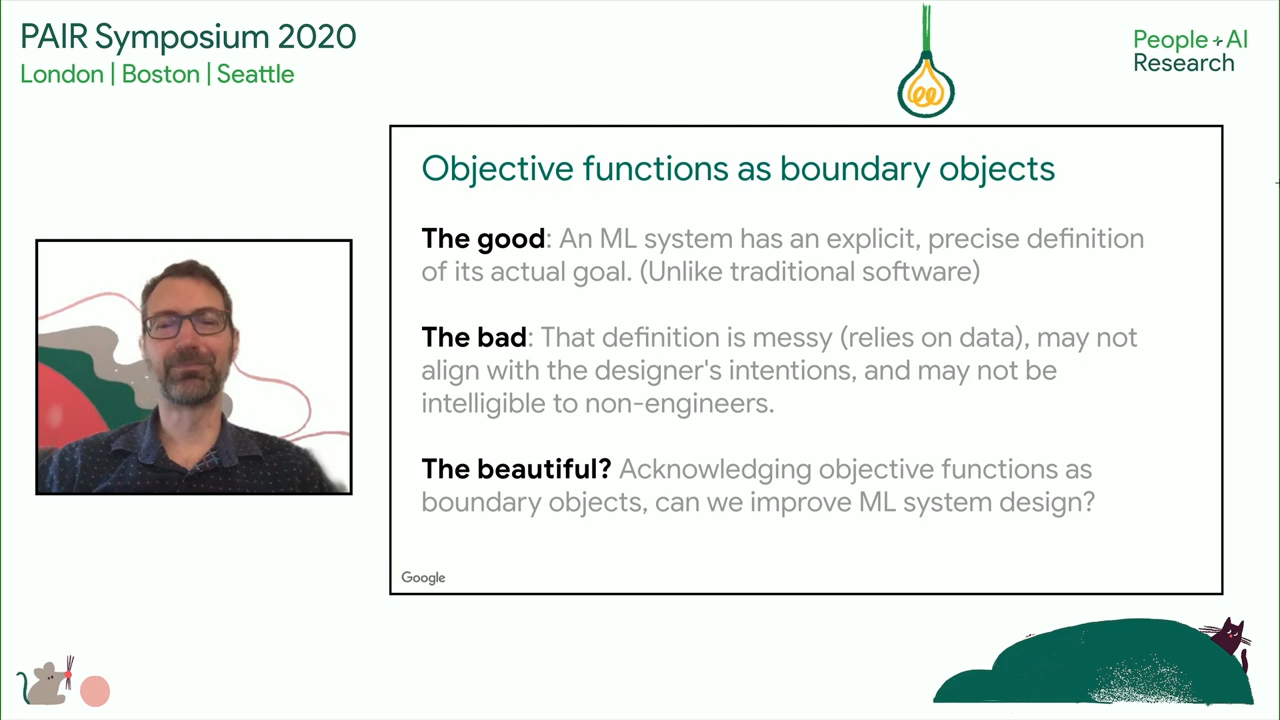 PAIR Symposium 2020
London | Boston | Seattle
People + AI
Research
Objective functions as boundary objects
The good: An ML system has an explicit, precise definition
of its actual goal. (Unlike traditional software)
The bad: That definition is messy (relies on data), may not
align with the designer's intentions, and may not be
intelligible to non-engineers.
The beautiful? Acknowledging objective functions as
boundary objects, can we improve ML system design?
Google